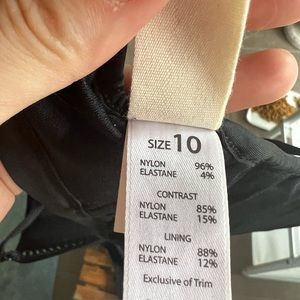 SIZE 10
NYLON 96%
ELASTANE 4%
CONTRAST
NYLON 85%
ELASTANE 15%
LINING
NYLON 88%
ELASTANE 12%
Exclusive of Trim